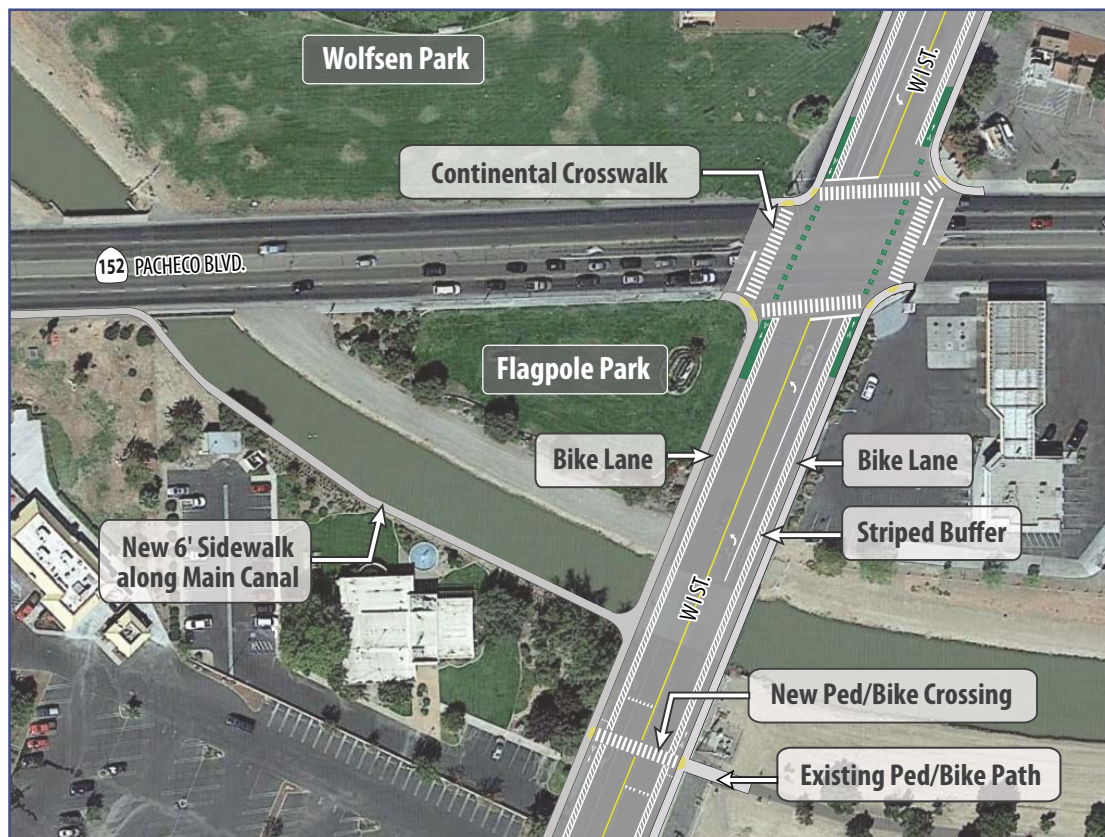 Wolfsen Park
W I ST.
Continental Crosswalk
152 PACHECO BLVD.
Flagpole Park
Bike Lane
Bike Lane
New 6' Sidewalk
along Main Canal
Striped Buffer
W I ST.
New Ped/Bike Crossing
Existing Ped/Bike Path